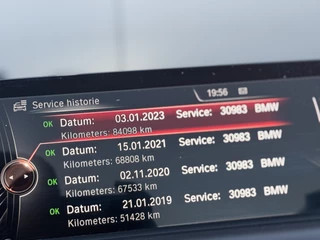 19:56
Service historie
OK Datum: 03.01.2023 Service: 30983 BMW
Kilometers: 84098 km
OK Datum: 15.01.2021 Service: 30983 BMW
Kilometers: 68808 km
OK Datum: 02.11.2020 Service: 30983 BMW
Kilometers: 67533 km
OK Datum: 21.01.2019 Service: 30983 BMW
Kilometers: 51428 km